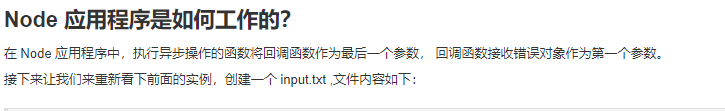 Node 应用程序是如何工作的?
在 Node 应用程序中，执行异步操作的函数将回调函数作为最后一个参数， 回调函数接收错误对象作为第一个参数。
接下来让我们来重新看下前面的实例，创建一个 input.txt ,文件内容如下：